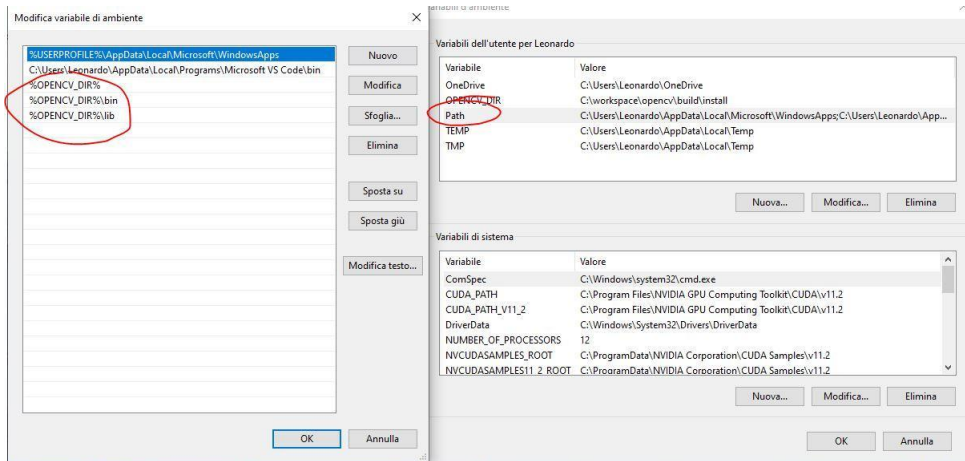 Modifica variabile di ambiente
%USERPROFILE%\AppData\Local\Microsoft\WindowsApps
C:\Users\Leonardo\AppData\Local\Programs\Microsoft VS Code\bin
%OPENCV_DIR%
%OPENCV_DIR%\bin
%OPENCV_DIR%\lib
Nuovo
Modifica
Sfoglia...
Elimina
Sposta su
Sposta giù
Modifica testo...
OK
Annulla
Variabili d'ambiente
Variabili dell'utente per Leonardo
Variabile Valore
OneDrive C:\Users\Leonardo\OneDrive
OPENCV_DIR C:\workspace\opencv\build\install
Path C:\Users\Leonardo\AppData\Local\Microsoft\WindowsApps;C:\Users\Leonardo\App...
TEMP C:\Users\Leonardo\AppData\Local\Temp
TMP C:\Users\Leonardo\AppData\Local\Temp
Nuova... Modifica... Elimina
Variabili di sistema
Variabile Valore
ComSpec C:\Windows\system32\cmd.exe
CUDA_PATH C:\Program Files\NVIDIA GPU Computing Toolkit\CUDA\v11.2
CUDA_PATH_V11_2 C:\Program Files\NVIDIA GPU Computing Toolkit\CUDA\v11.2
DriverData C:\Windows\System32\Drivers\DriverData
NUMBER_OF_PROCESSORS 12
NVCUDASAMPLES_ROOT C:\ProgramData\NVIDIA Corporation\CUDA Samples\v11.2
NVCUDASAMPLES11_2_ROOT C:\ProgramData\NVIDIA Corporation\CUDA Samples\v11.2
Nuova... Modifica... Elimina
OK Annulla